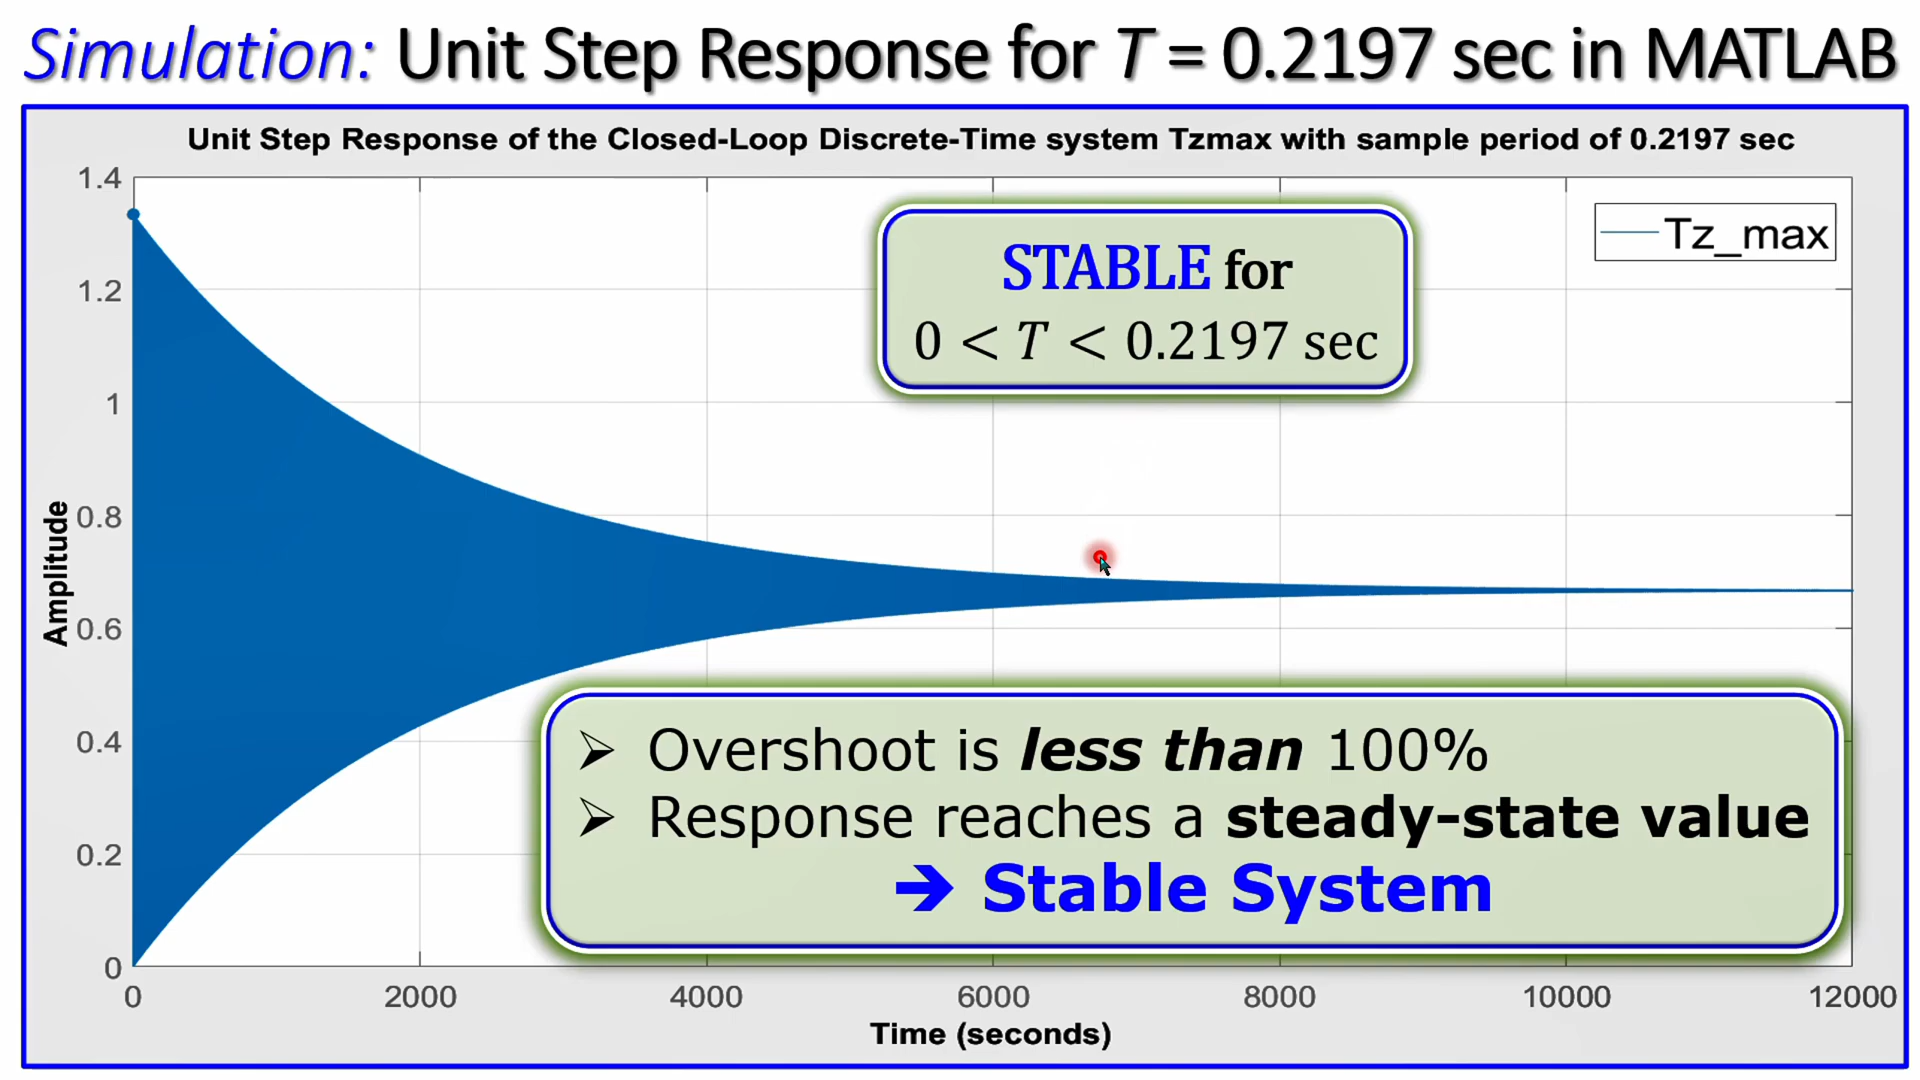 Simulation: Unit Step Response for T = 0.2197 sec in MATLAB
Unit Step Response of the Closed-Loop Discrete-Time system Tzmax with sample period of 0.2197 sec
1.4
1.2
1
0.8
0.6
0.4
0.2
0
Amplitude
Tz_max
STABLE for
0 < T < 0.2197 sec
➢ Overshoot is less than 100%
➢ Response reaches a steady-state value
➔ Stable System
0 2000 4000 6000 8000 10000 12000
Time (seconds)